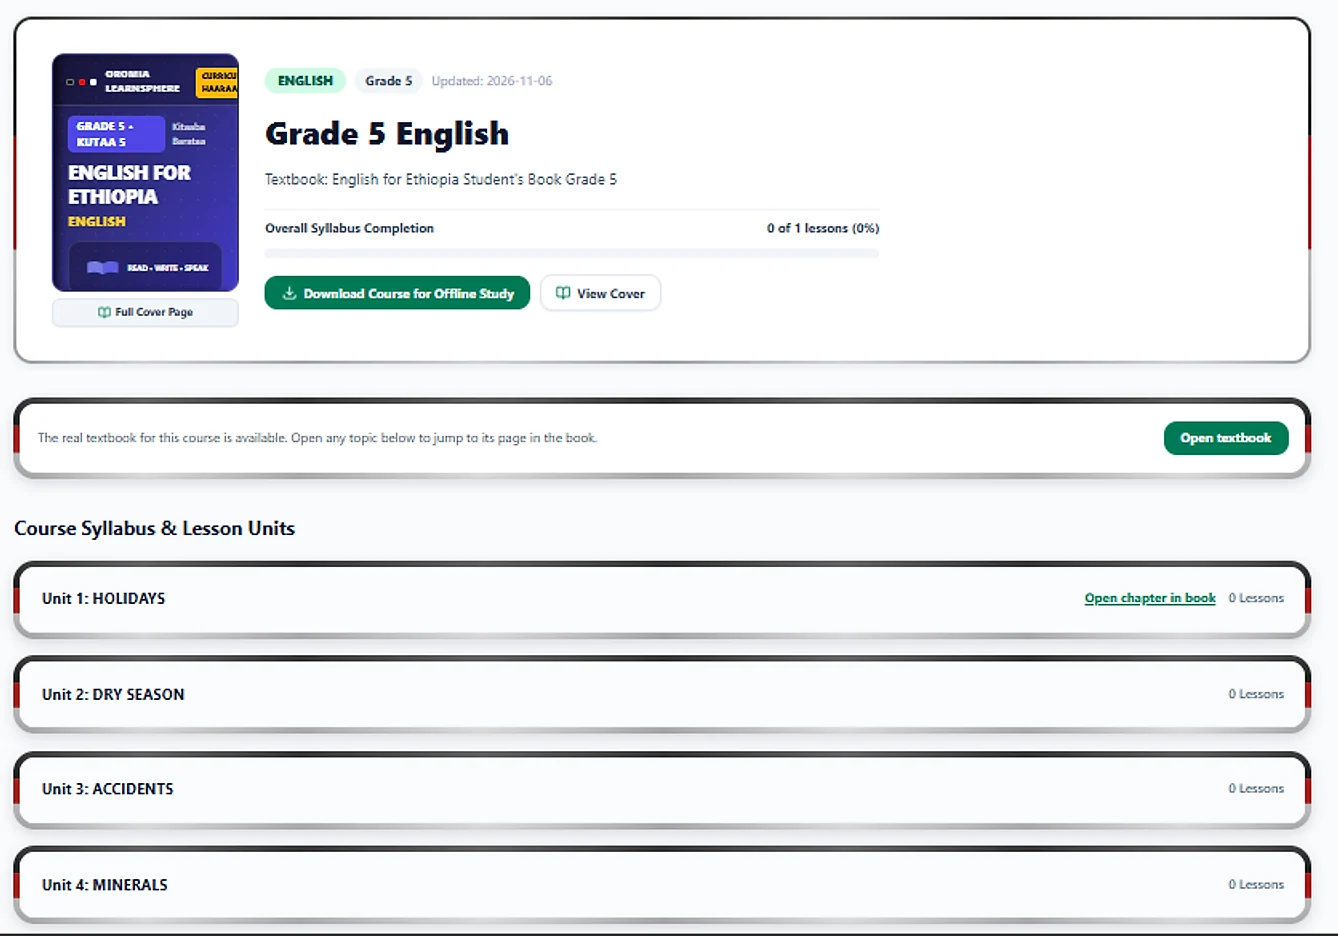 OROMIA
LEARNSPHERE
CURRICU
HAARAA
GRADE 5 •
KUTAA 5
Kitaaba
Barataa
ENGLISH FOR
ETHIOPIA
ENGLISH
READ • WRITE • SPEAK
Full Cover Page
ENGLISH Grade 5 Updated: 2026-11-06
Grade 5 English
Textbook: English for Ethiopia Student's Book Grade 5
Overall Syllabus Completion 0 of 1 lessons (0%)
Download Course for Offline Study View Cover
The real textbook for this course is available. Open any topic below to jump to its page in the book. Open textbook
Course Syllabus & Lesson Units
Unit 1: HOLIDAYS Open chapter in book 0 Lessons
Unit 2: DRY SEASON 0 Lessons
Unit 3: ACCIDENTS 0 Lessons
Unit 4: MINERALS 0 Lessons